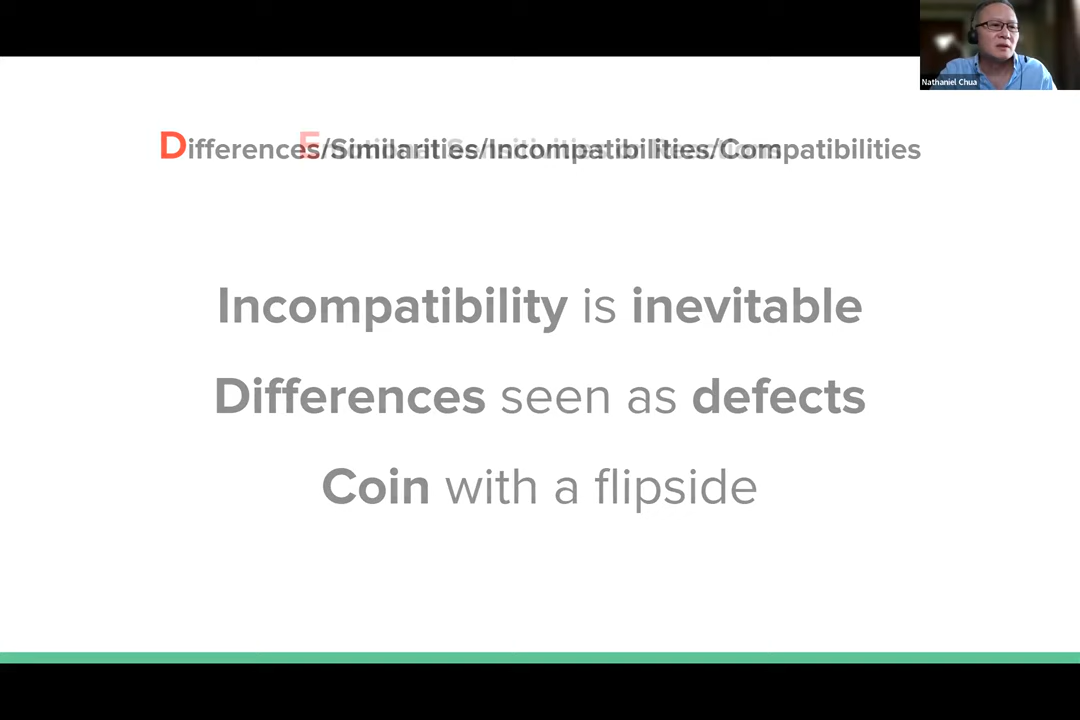 Nathaniel Chua
Differences/Similarities/Incompatibilities/Compatibilities
Incompatibility is inevitable
Differences seen as defects
Coin with a flipside